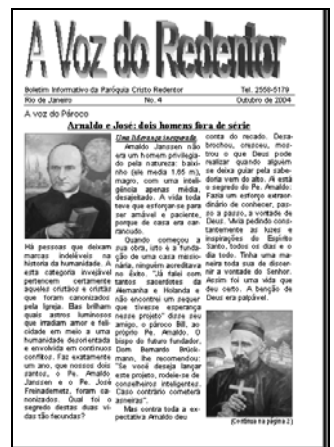 A Voz do Redentor
Boletim Informativo da Paróquia Cristo Redentor Tel. 2558-5179
Rio de Janeiro No. 4 Outubro de 2004
A voz do Pároco
Arnaldo e José: dois homens fora de série
Há pessoas que deixam
marcas indeléveis na
história da humanidade. A
esta categoria invejável
pertencem certamente
aqueles cristãos e cristãs
que foram canonizados
pela Igreja. Elas brilham
quais astros luminosos
que irradiam amor e feli-
cidade em meio a uma
humanidade desorientada
e envolvida em contínuos
conflitos. Faz exatamente
um ano, que nossos dois
santos, o Pe. Arnaldo
Janssen e o Pe. José
Freinademetz, foram ca-
nonizados. Qual foi o
segredo destas duas vi-
das tão fecundas?
Uma liderança inesperada
Arnaldo Janssen não
era um homem privilegia-
do pela natureza: baixi-
nho (ele media 1.65 m),
magro, com uma inteli-
gência apenas média,
desajeitado. A vida toda
teve que esforçar-se para
ser amável e paciente,
porque de casa era car-
rancudo.
Quando começou a
sua obra, isto é a funda-
ção de uma casa missio-
nária, ninguém acreditava
no êxito. "Já falei com
tantos sacerdotes da
Alemanha e Holanda e
não encontrei um sequer
que tivesse esperança
nesse projeto" disse seu
amigo, o pároco Bill, ao
próprio Pe. Arnaldo. O
bispo do futuro fundador,
Dom Bernardo Brück-
mann, lhe recomendou:
"Se você deseja lançar
este projeto, rodeie-se de
conselheiros inteligentes.
Caso contrário cometerá
asneiras".
Mas contra toda a ex-
pectativa Arnaldo deu
conta do recado. Desa-
brochou, cresceu, mos-
trou o que Deus pode
realizar quando alguém
se deixa guiar pela sabe-
doria vem do alto. Aí está
o segredo do Pe. Arnaldo:
Fazia um esforço extraor-
dinário de conhecer, pas-
so a passo, a vontade de
Deus. Vivia pedindo cons-
tantemente as luzes e
inspirações do Espírito
Santo, todos os dias e o
dia todo. Tinha uma ma-
neira toda sua de discer-
nir a vontade do Senhor.
Assim foi uma vida que
deu certo. A benção de
Deus era palpável.
(Continua na página 2)